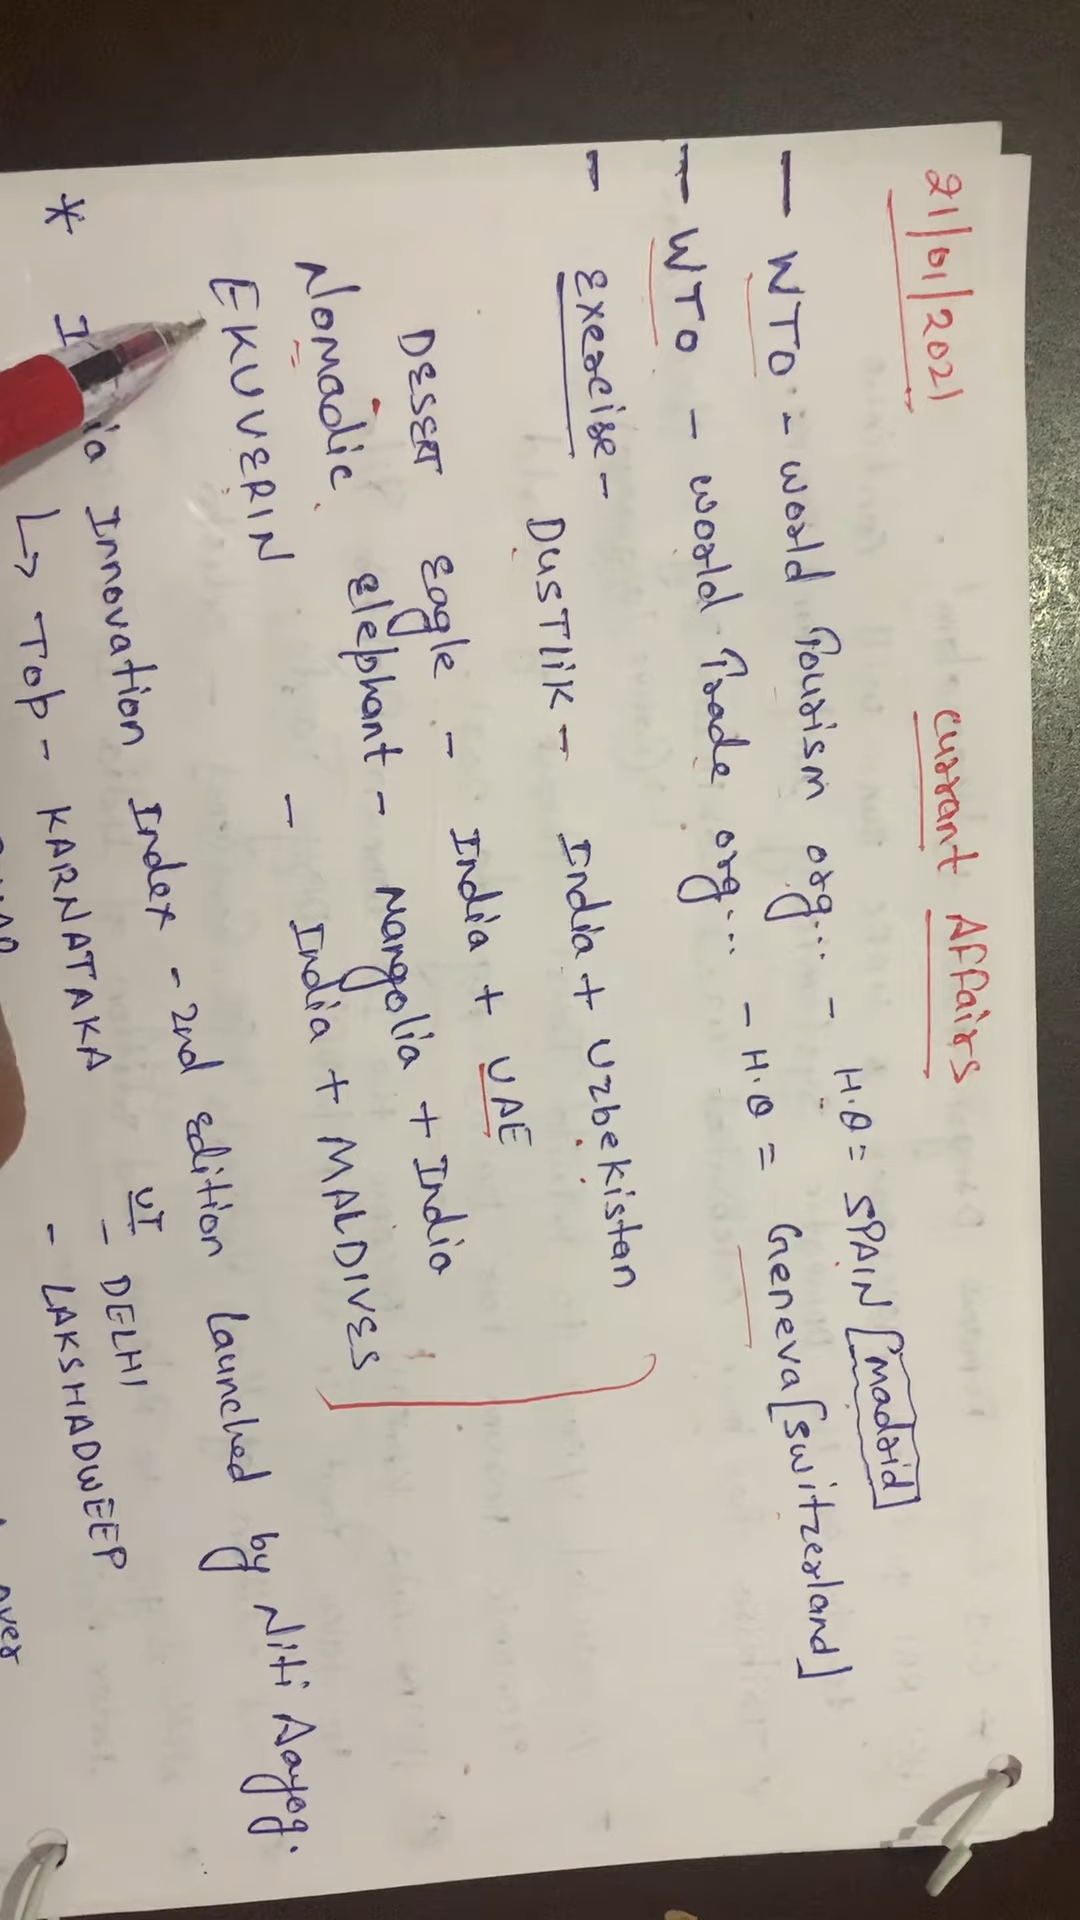 21/01/2021 Currant Affairs
- WTO - World Tourism org... - H.Q = SPAIN [madrid]
- WTO - World Trade org... - H.Q = Geneva [Switzerland]
- Exercise -
DUSTLIK - India + Uzbekistan
DESERT Eagle - India + UAE
Nomadic Elephant - Mangolia + India
EKUVERIN - India + MALDIVES
* Innovation Index - 2nd Edition launched by Niti Aayog.
↳ Top - KARNATAKA
UT - DELHI
- LAKSHADWEEP